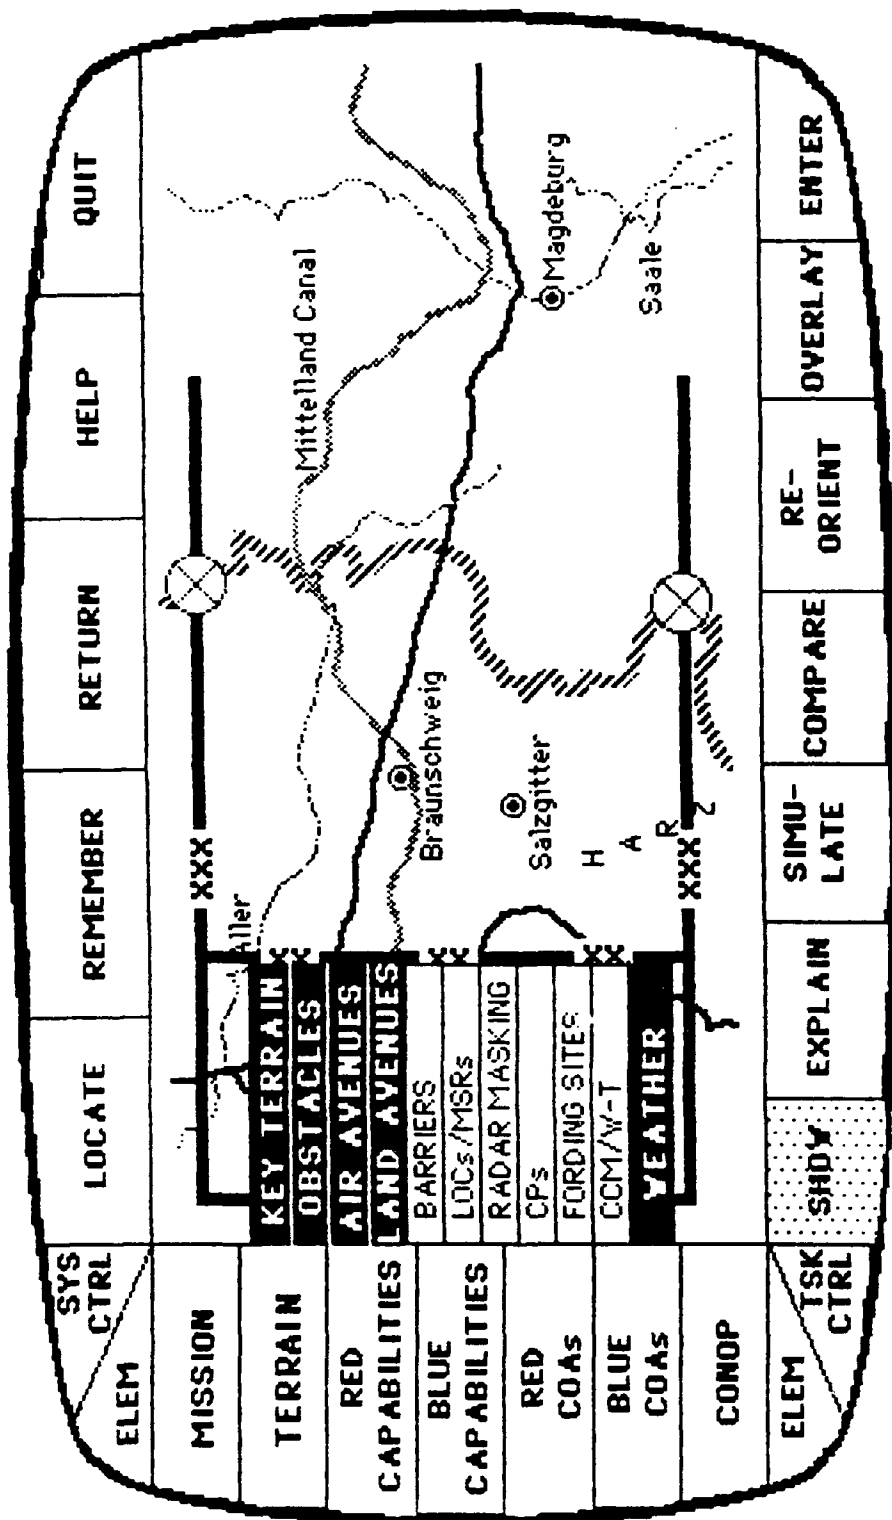 SYS
CTRL
LOCATE
REMEMBER
RETURN
HELP
QUIT
ELEM
MISSION
TERRAIN
RED
CAPABILITIES
BLUE
CAPABILITIES
RED
COAs
BLUE
COAs
CONOP
ELEM
KEY TERRAIN
OBSTACLES
AIR AVENUES
LAND AVENUES
BARRIERS
LOCs/MSRs
RADAR MASKING
CPs
FORDING SITES
CCM/W-T
WEATHER
XXX
Aller
Mittelland Canal
Braunschweig
Magdeburg
Salzgitter
Saale
H A R Z
XX
XX
XX
XXX
TSK
CTRL
SHOW
EXPLAIN
SIMU-
LATE
COMPARE
RE-
ORIENT
OVERLAY
ENTER